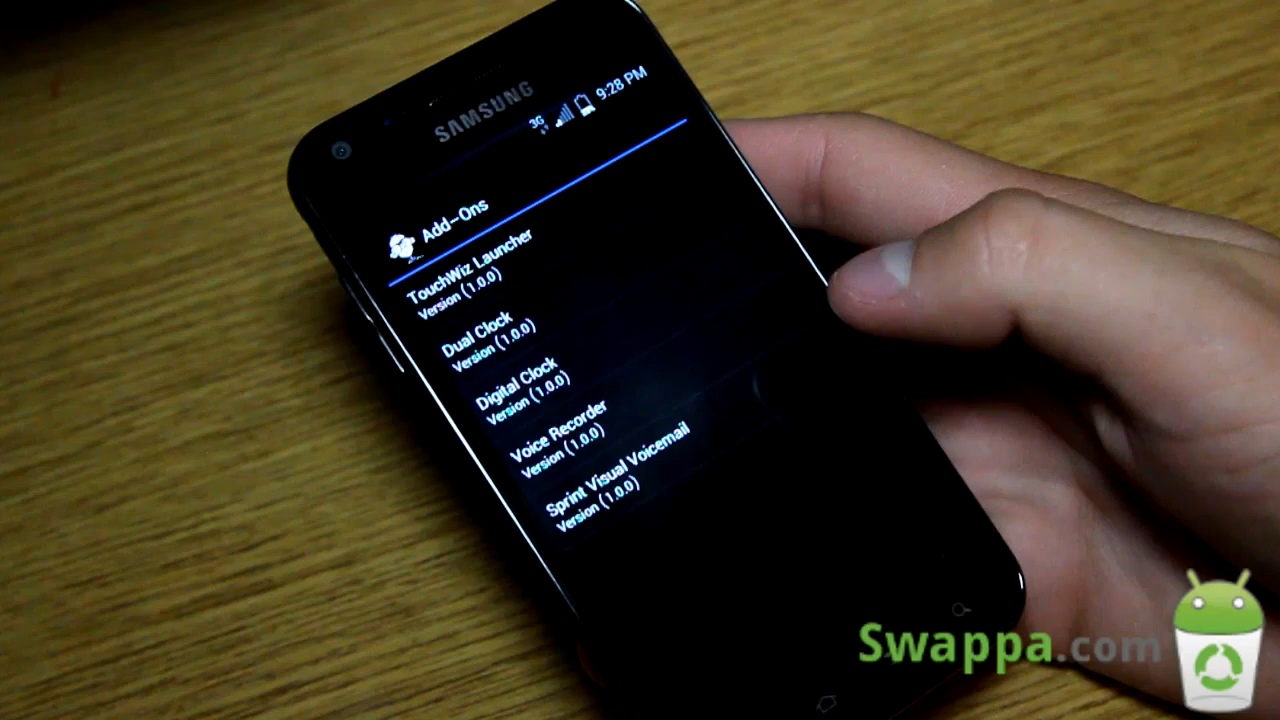 SAMSUNG
3G 9:28 PM
Add-Ons
TouchWiz Launcher
Version (1.0.0)
Dual Clock
Version (1.0.0)
Digital Clock
Version (1.0.0)
Voice Recorder
Version (1.0.0)
Sprint Visual Voicemail
Version (1.0.0)
Swappa.com